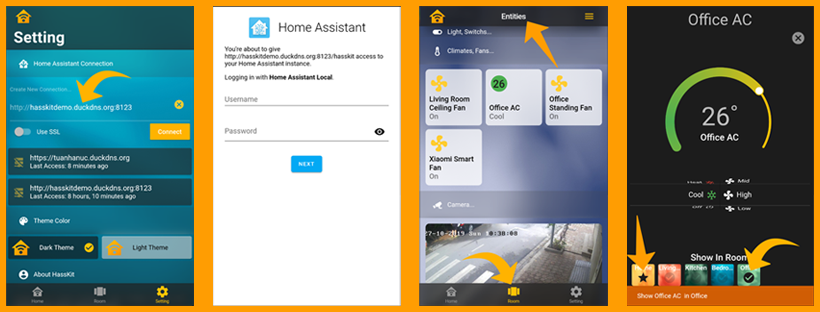 Setting
Home Assistant Connection
Create New Connection...
http://hasskitdemo.duckdns.org:8123
Use SSL
Connect
https://tuanhanuc.duckdns.org
Last Access: 8 minutes ago
http://hasskitdemo.duckdns.org:8123
Last Access: 8 hours, 10 minutes ago
Theme Color
Dark Theme
Light Theme
About HassKit
Home
Room
Setting
Home Assistant
You're about to give
http://hasskitdemo.duckdns.org:8123/hasskit access to
your Home Assistant instance.
Logging in with Home Assistant Local.
Username
Password
NEXT
Entities
Light, Switchs...
Climates, Fans...
Living Room
Ceiling Fan
On
26
Office AC
Cool
Office
Standing Fan
On
Xiaomi Smart
Fan
On
Camera...
27-10-2019 Sun 10:38:08
Home
Room
Setting
Office AC
26°
Office AC
Mid
Cool
High
Low
Show In Room
Living
Kitchen
Bedro
Show Office AC in Office